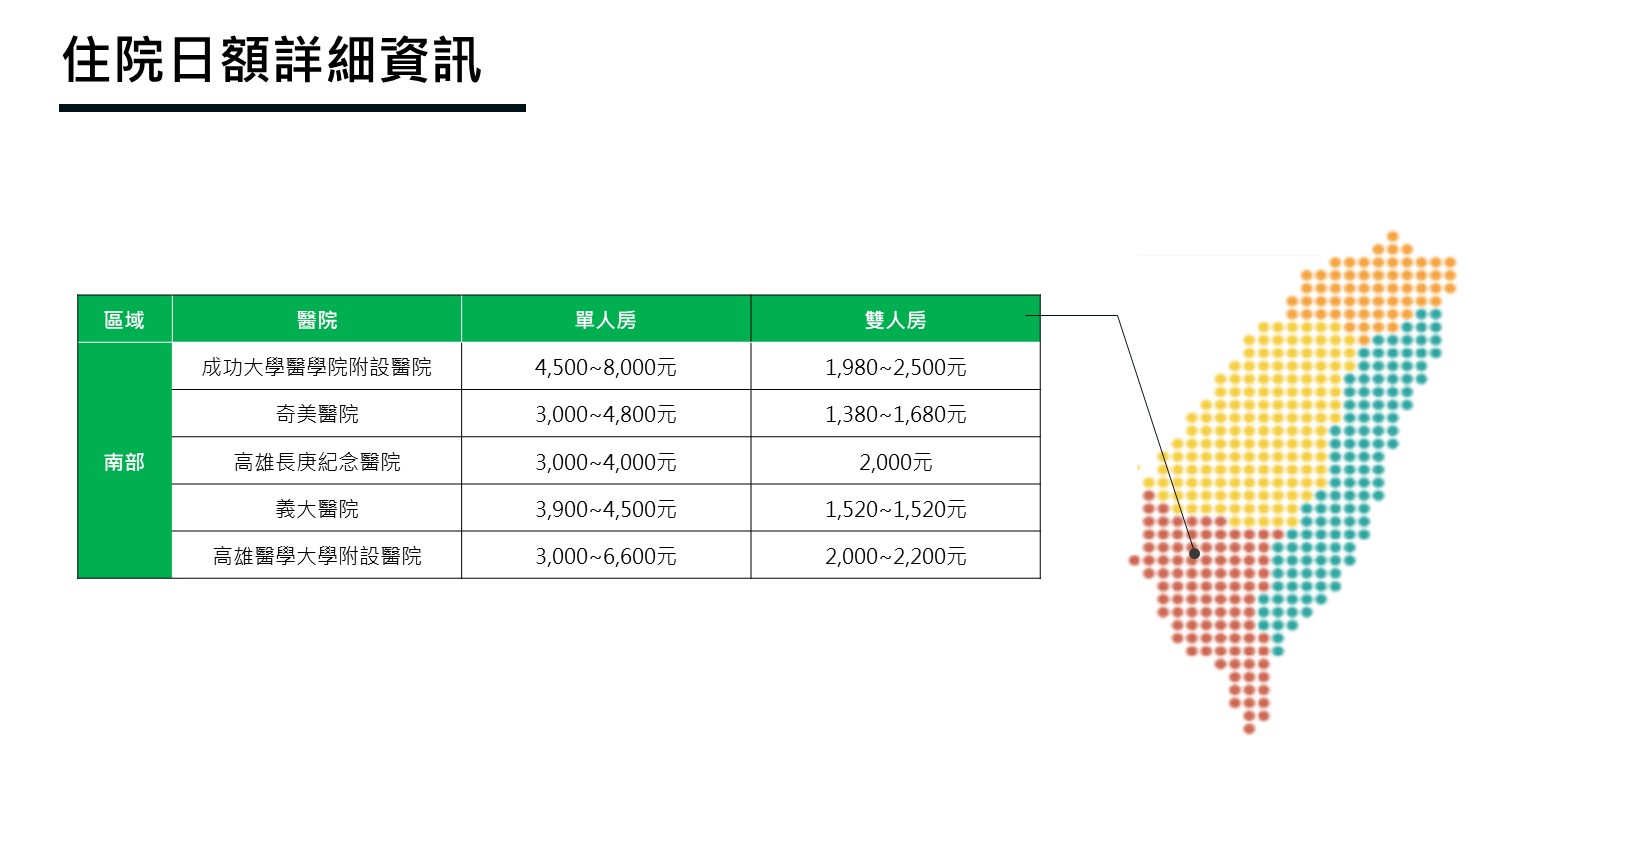 住院日額詳細資訊
區域 醫院 單人房 雙人房
南部
成功大學醫學院附設醫院 4,500~8,000元 1,980~2,500元
奇美醫院 3,000~4,800元 1,380~1,680元
高雄長庚紀念醫院 3,000~4,000元 2,000元
義大醫院 3,900~4,500元 1,520~1,520元
高雄醫學大學附設醫院 3,000~6,600元 2,000~2,200元